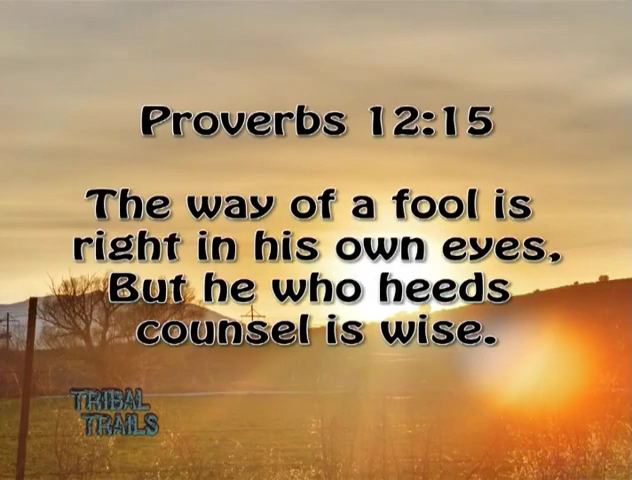 Proverbs 12:15
The way of a fool is
right in his own eyes,
But he who heeds
counsel is wise.
TRIBAL
TRAILS